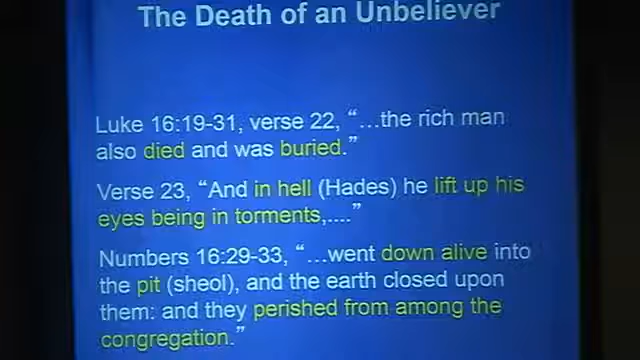 The Death of an Unbeliever
Luke 16:19-31, verse 22, “…the rich man
also died and was buried.”
Verse 23, “And in hell (Hades) he lift up his
eyes being in torments,....”
Numbers 16:29-33, “…went down alive into
the pit (sheol), and the earth closed upon
them: and they perished from among the
congregation.”